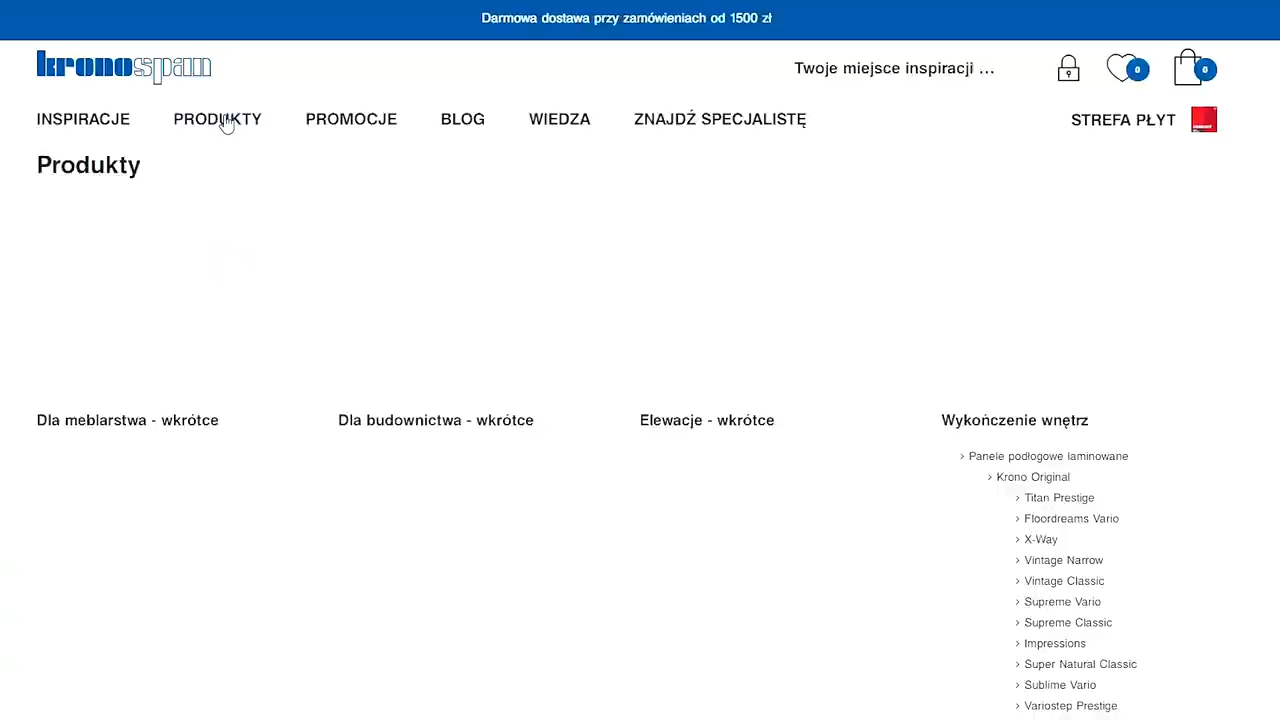 Darmowa dostawa przy zamówieniach od 1500 zł
kronospan
Twoje miejsce inspiracji ...
0
0
INSPIRACJE PRODUKTY PROMOCJE BLOG WIEDZA ZNAJDŹ SPECJALISTĘ STREFA PŁYT
Produkty
Dla meblarstwa - wkrótce
Dla budownictwa - wkrótce
Elewacje - wkrótce
Wykończenie wnętrz
› Panele podłogowe laminowane
› Krono Original
› Titan Prestige
› Floordreams Vario
› X-Way
› Vintage Narrow
› Vintage Classic
› Supreme Vario
› Supreme Classic
› Impressions
› Super Natural Classic
› Sublime Vario
› Variostep Prestige